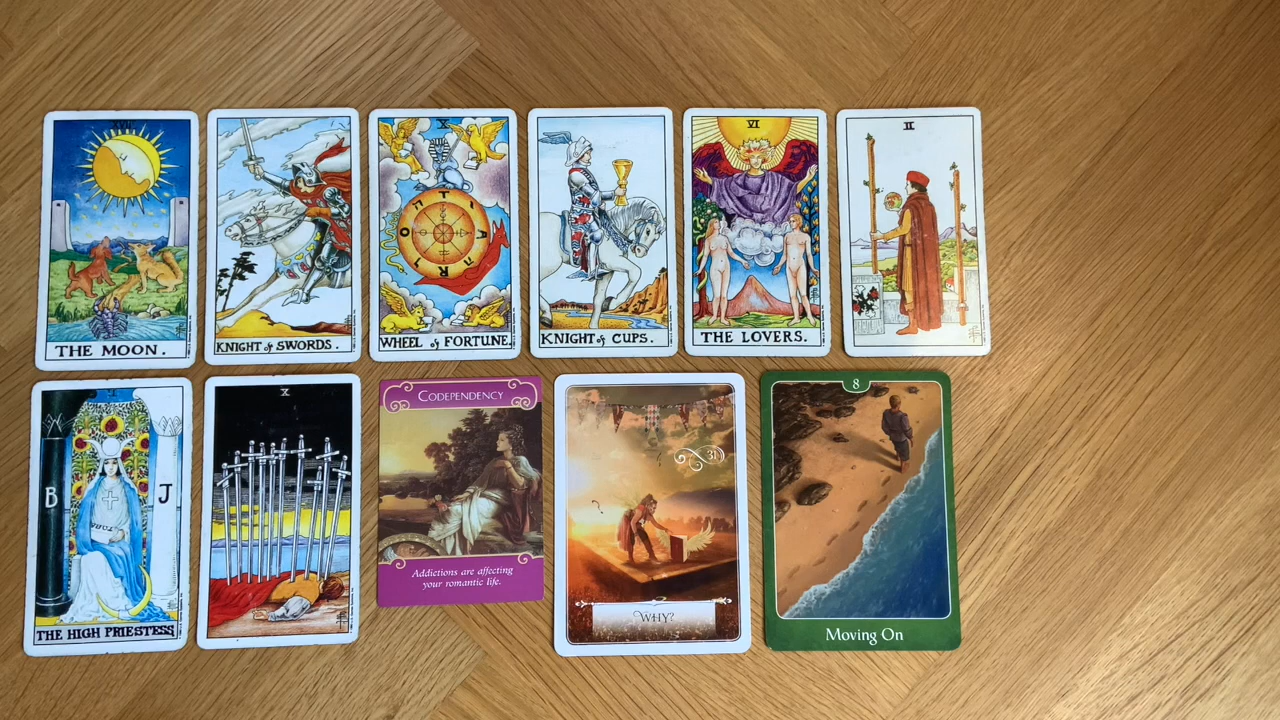 XVIII
THE MOON.
KNIGHT of SWORDS.
X
WHEEL of FORTUNE.
KNIGHT of CUPS.
VI
THE LOVERS.
II
B
J
THE HIGH PRIESTESS
X
CODEPENDENCY
Addictions are affecting
your romantic life.
31
WHY?
8
Moving On